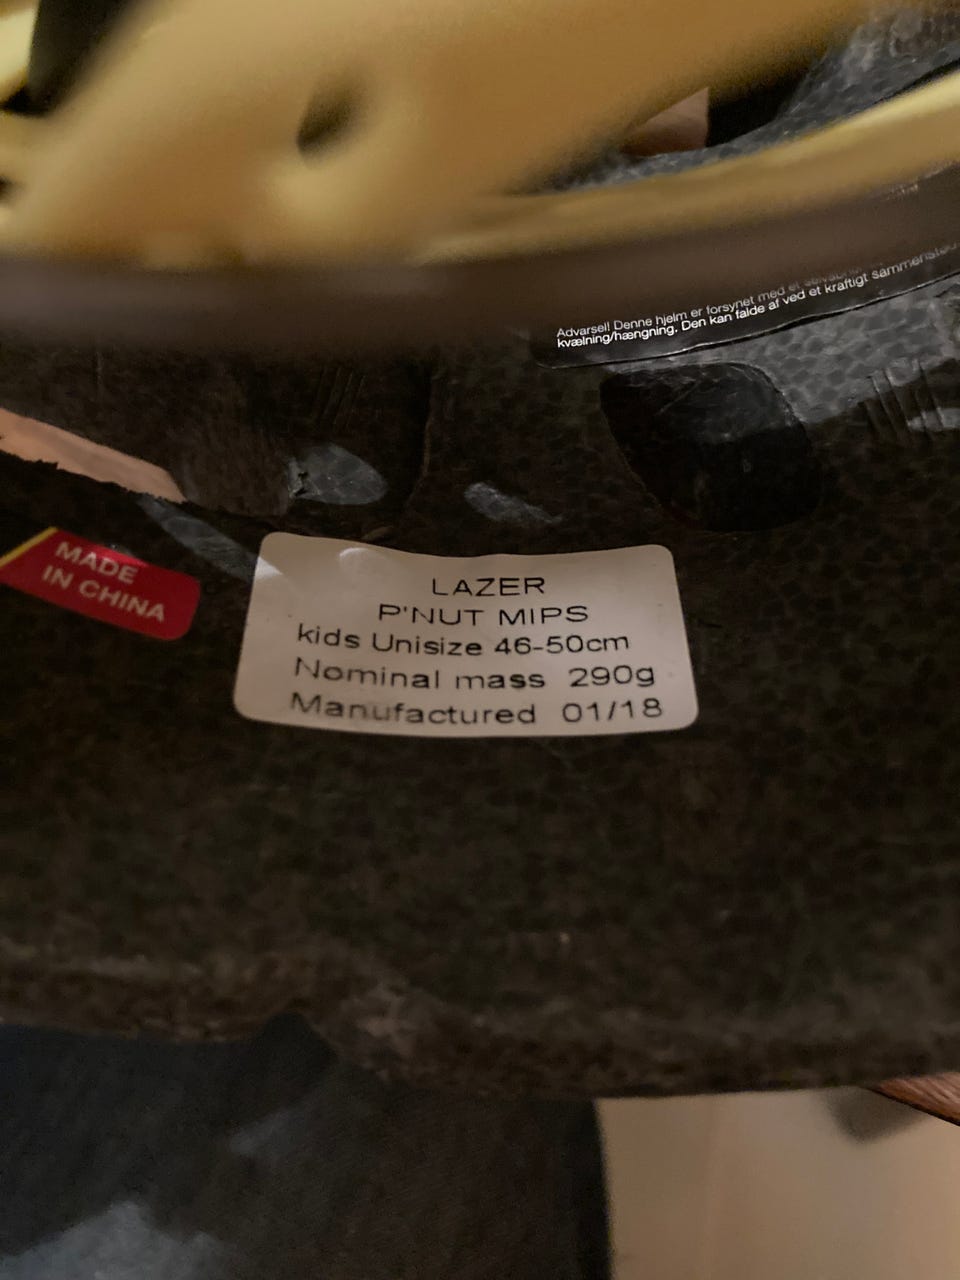 Advarsel! Denne hjelm er forsynet med et
kvælning/hængning. Den kan falde af ved et kraftigt sammenstød
MADE
IN CHINA
LAZER
P'NUT MIPS
kids Unisize 46-50cm
Nominal mass 290g
Manufactured 01/18